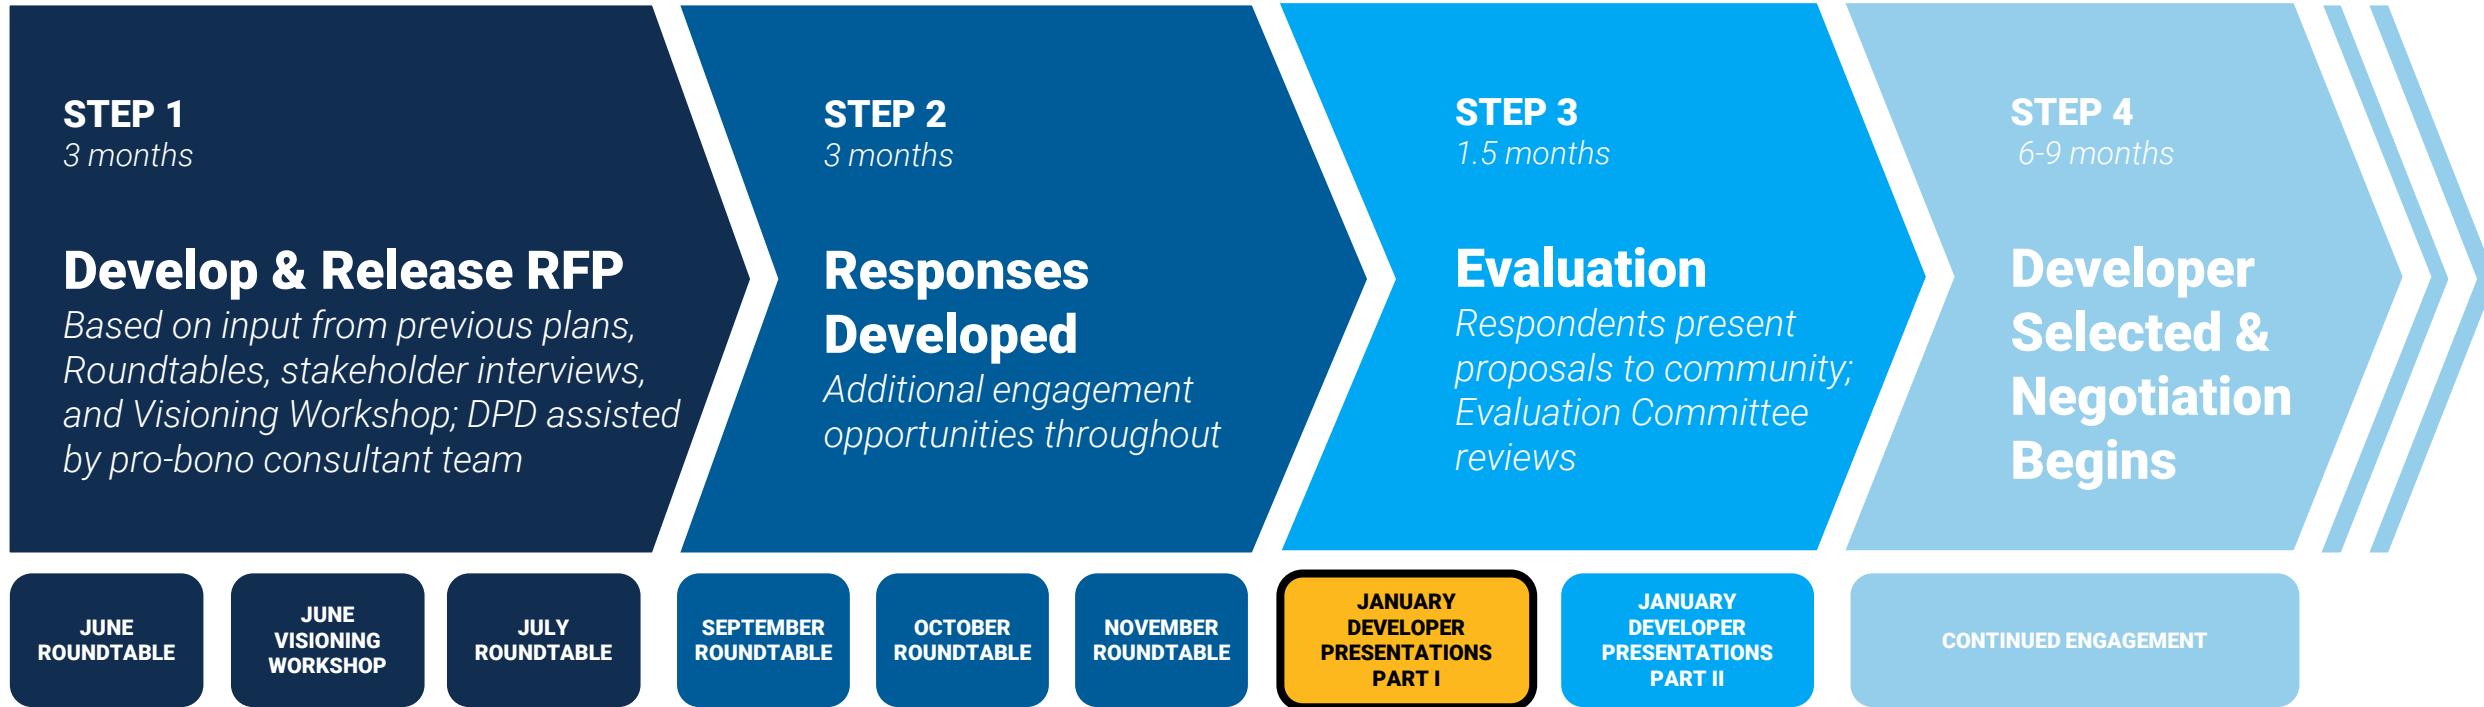 STEP 1
3 months
Develop & Release RFP
Based on input from previous plans,
Roundtables, stakeholder interviews,
and Visioning Workshop; DPD assisted
by pro-bono consultant team
STEP 2
3 months
Responses
Developed
Additional engagement
opportunities throughout
STEP 3
1.5 months
Evaluation
Respondents present
proposals to community;
Evaluation Committee
reviews
STEP 4
6-9 months
Developer
Selected &
Negotiation
Begins
JUNE
ROUNDTABLE
JUNE
VISIONING
WORKSHOP
JULY
ROUNDTABLE
SEPTEMBER
ROUNDTABLE
OCTOBER
ROUNDTABLE
NOVEMBER
ROUNDTABLE
JANUARY
DEVELOPER
PRESENTATIONS
PART I
JANUARY
DEVELOPER
PRESENTATIONS
PART II
CONTINUED ENGAGEMENT